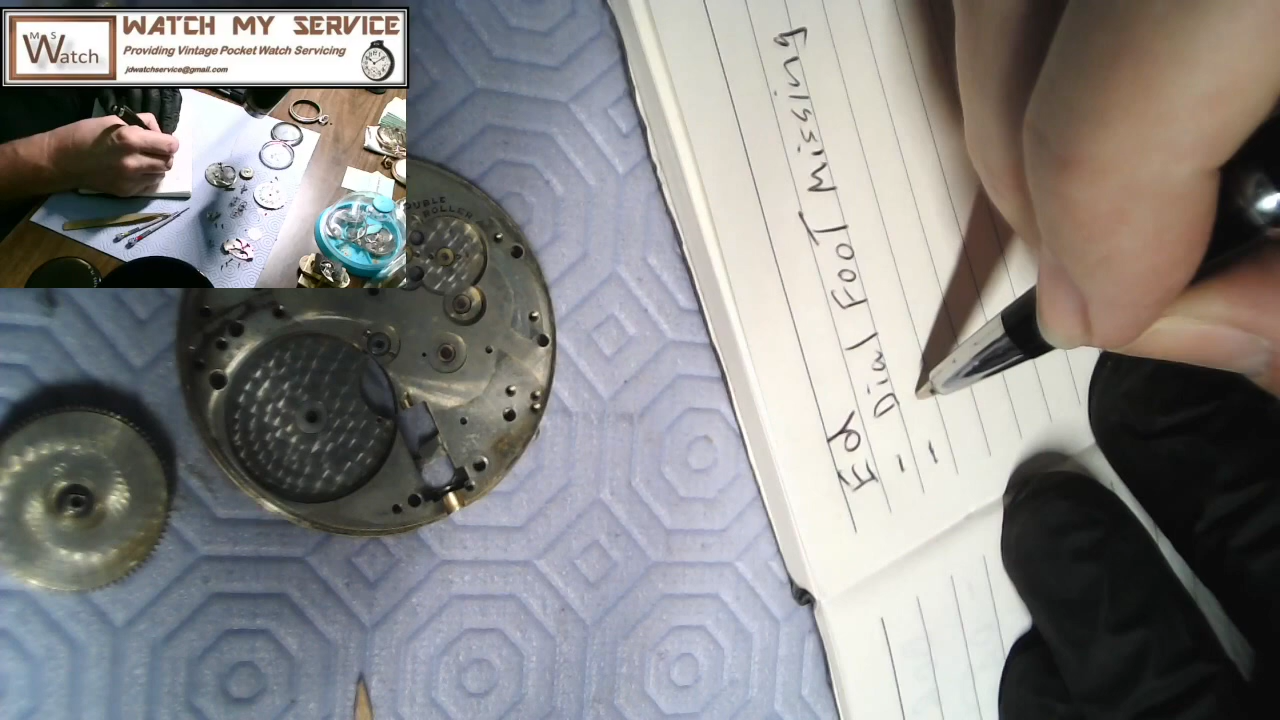 WATCH MY SERVICE
Providing Vintage Pocket Watch Servicing
jdwatchservice@gmail.com
M S
Watch
DOUBLE
ROLLER
Ed
- Dial Foot Missing
-